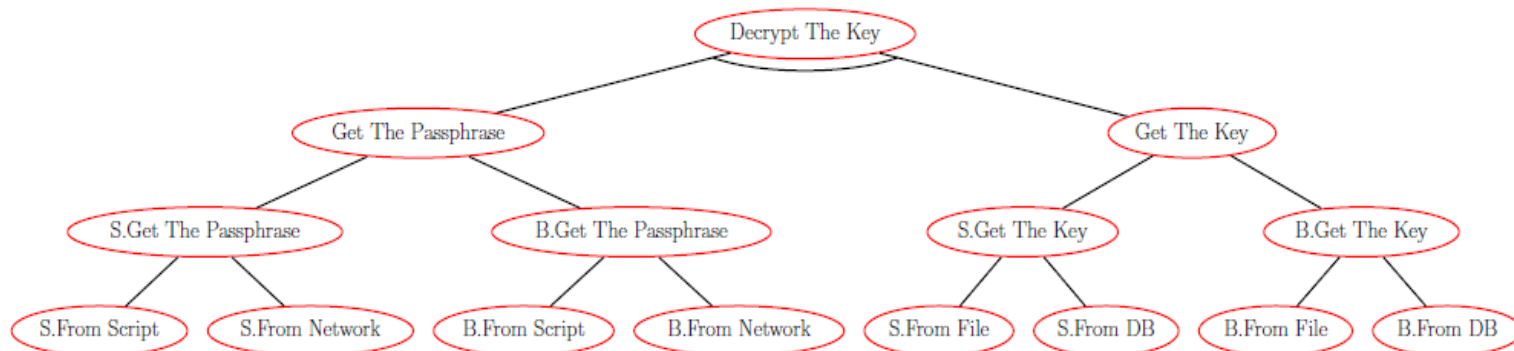 Decrypt The Key
Get The Passphrase
Get The Key
S.Get The Passphrase
B.Get The Passphrase
S.Get The Key
B.Get The Key
S.From Script
S.From Network
B.From Script
B.From Network
S.From File
S.From DB
B.From File
B.From DB